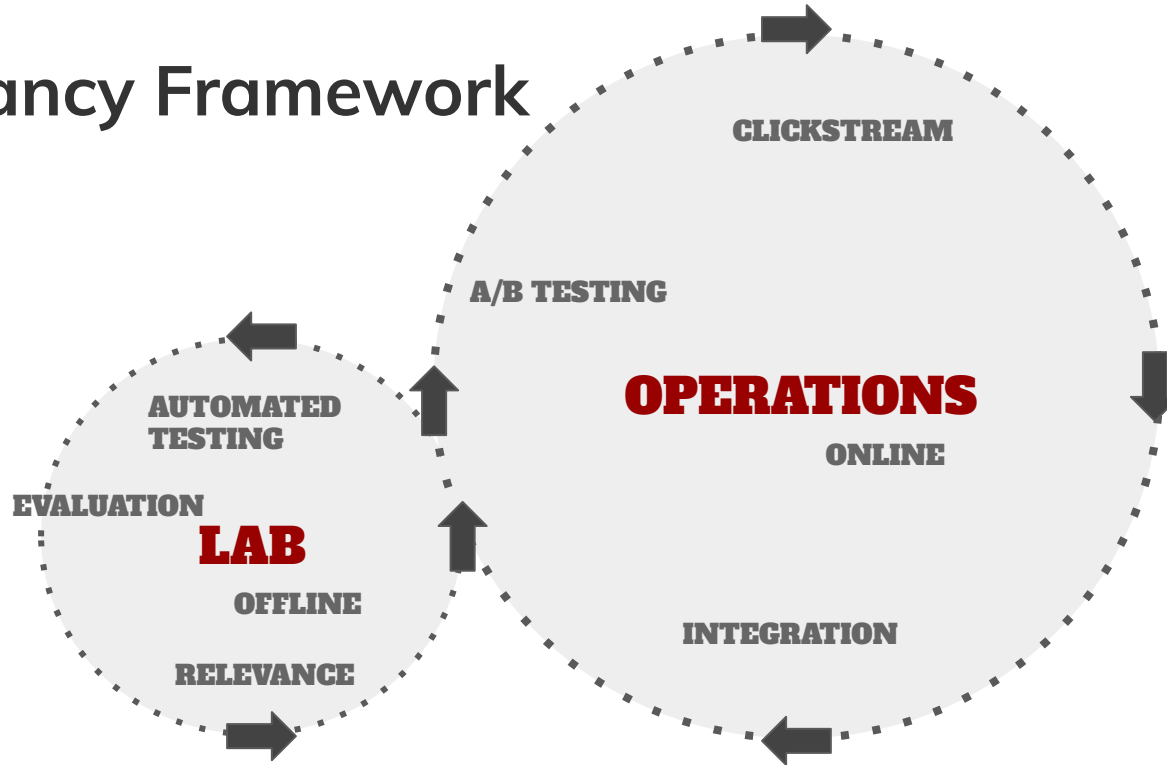 ancy Framework
CLICKSTREAM
A/B TESTING
OPERATIONS
ONLINE
INTEGRATION
AUTOMATED
TESTING
EVALUATION
LAB
OFFLINE
RELEVANCE